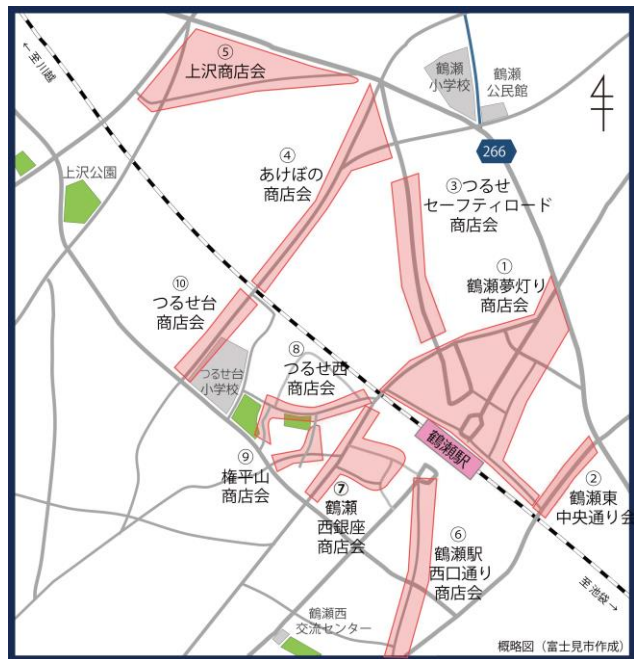 ←至川越
⑤
上沢商店会
鶴瀬
小学校
鶴瀬
公民館
266
④
あけぼの
商店会
上沢公園
③つるせ
セーフティロード
商店会
①
鶴瀬夢灯り
商店会
⑩
つるせ台
商店会
⑧
つるせ西
商店会
つるせ台
小学校
鶴瀬駅
⑨
権平山
商店会
⑦
鶴瀬
西銀座
商店会
②
鶴瀬東
中央通り会
⑥
鶴瀬駅
西口通り
商店会
至池袋→
鶴瀬西
交流センター
概略図（富士見市作成）